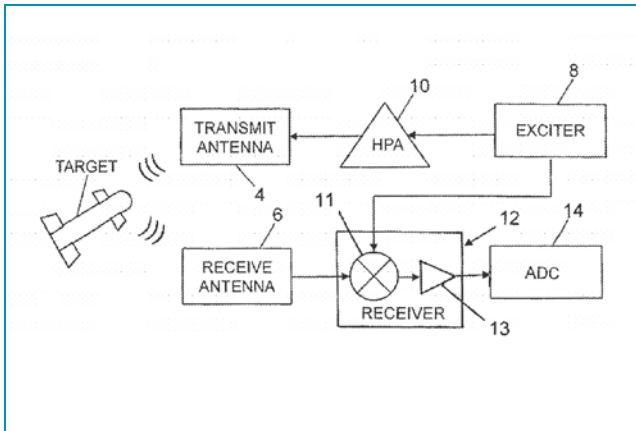 10
8
TRANSMIT
ANTENNA
HPA
EXCITER
TARGET
4
11
12
14
6
RECEIVE
ANTENNA
ADC
RECEIVER
13